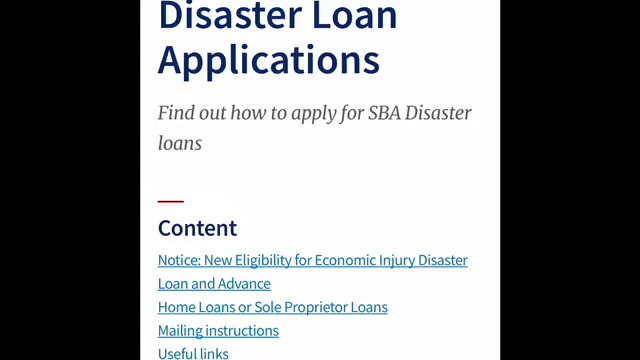 Disaster Loan
Applications
Find out how to apply for SBA Disaster
loans
Content
Notice: New Eligibility for Economic Injury Disaster
Loan and Advance
Home Loans or Sole Proprietor Loans
Mailing instructions
Useful links